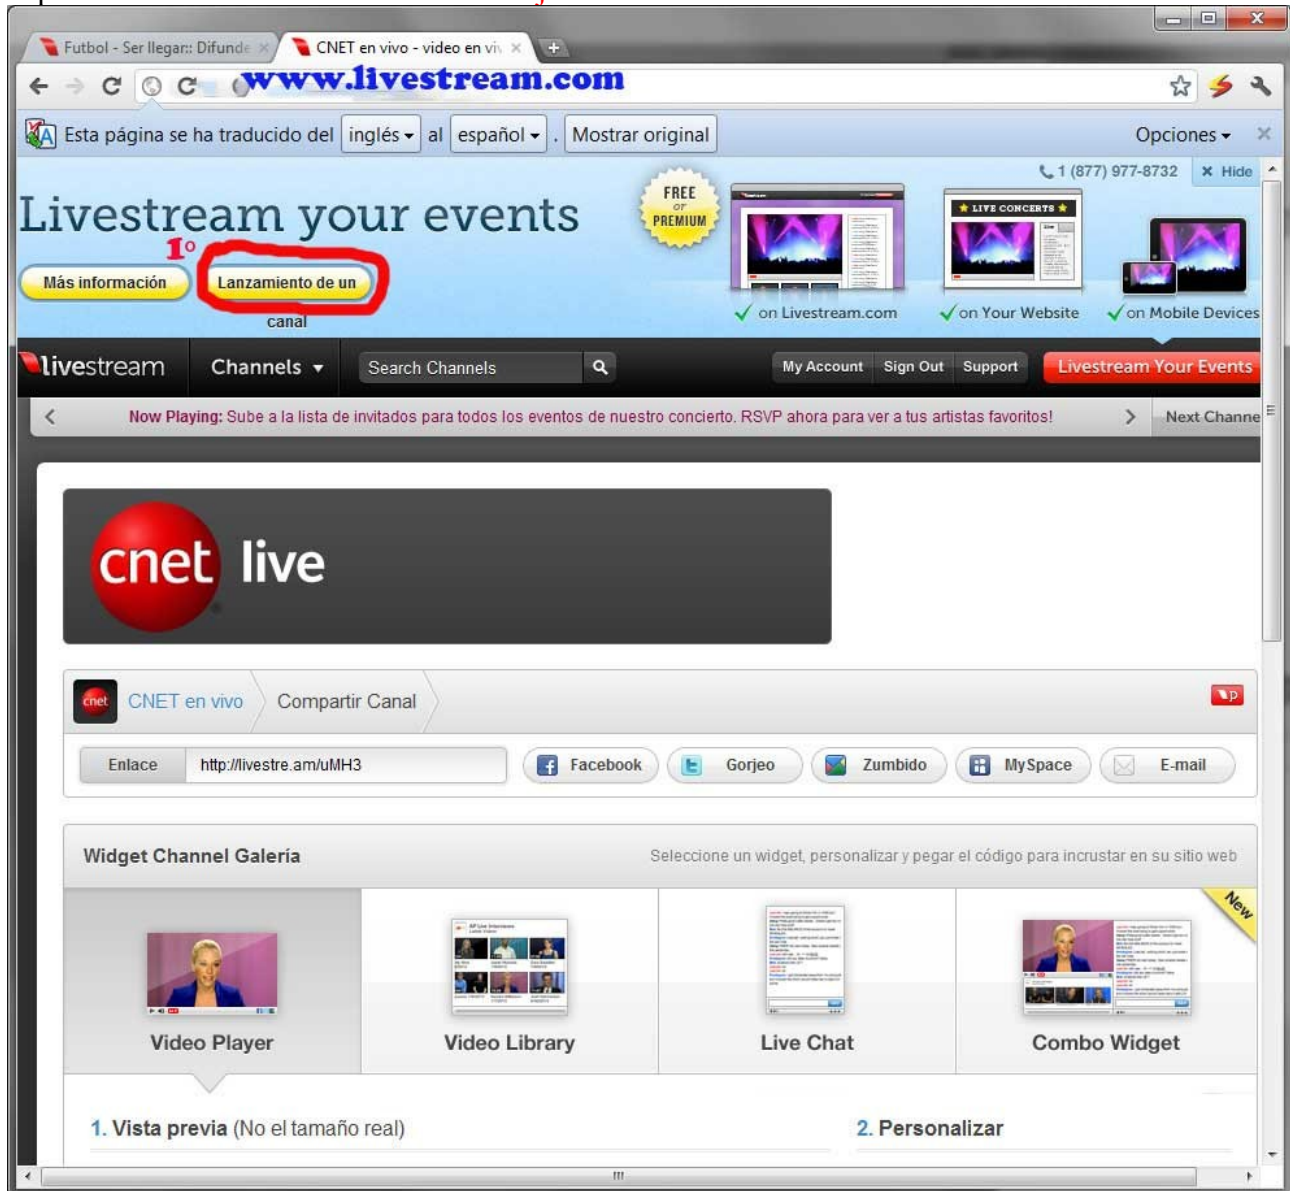 Futbol - Ser llegar:: Difunde
CNET en vivo - video en viv
www.livestream.com
Esta página se ha traducido del inglés al español . Mostrar original Opciones
1 (877) 977-8732 Hide
Livestream your events
FREE
or
PREMIUM
LIVE CONCERTS
1º
Más información
Lanzamiento de un
canal
on Livestream.com
on Your Website
on Mobile Devices
livestream Channels Search Channels My Account Sign Out Support Livestream Your Events
Now Playing: Sube a la lista de invitados para todos los eventos de nuestro concierto. RSVP ahora para ver a tus artistas favoritos! Next Channe
cnet live
cnet CNET en vivo Compartir Canal
Enlace http://livestre.am/uMH3 Facebook Gorjeo Zumbido MySpace E-mail
Widget Channel Galería Seleccione un widget, personalizar y pegar el código para incrustar en su sitio web
New
Video Player Video Library Live Chat Combo Widget
1. Vista previa (No el tamaño real) 2. Personalizar